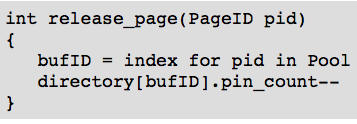 int release_page(PageID pid)
{
   bufID = index for pid in Pool
   directory[bufID].pin_count--
}